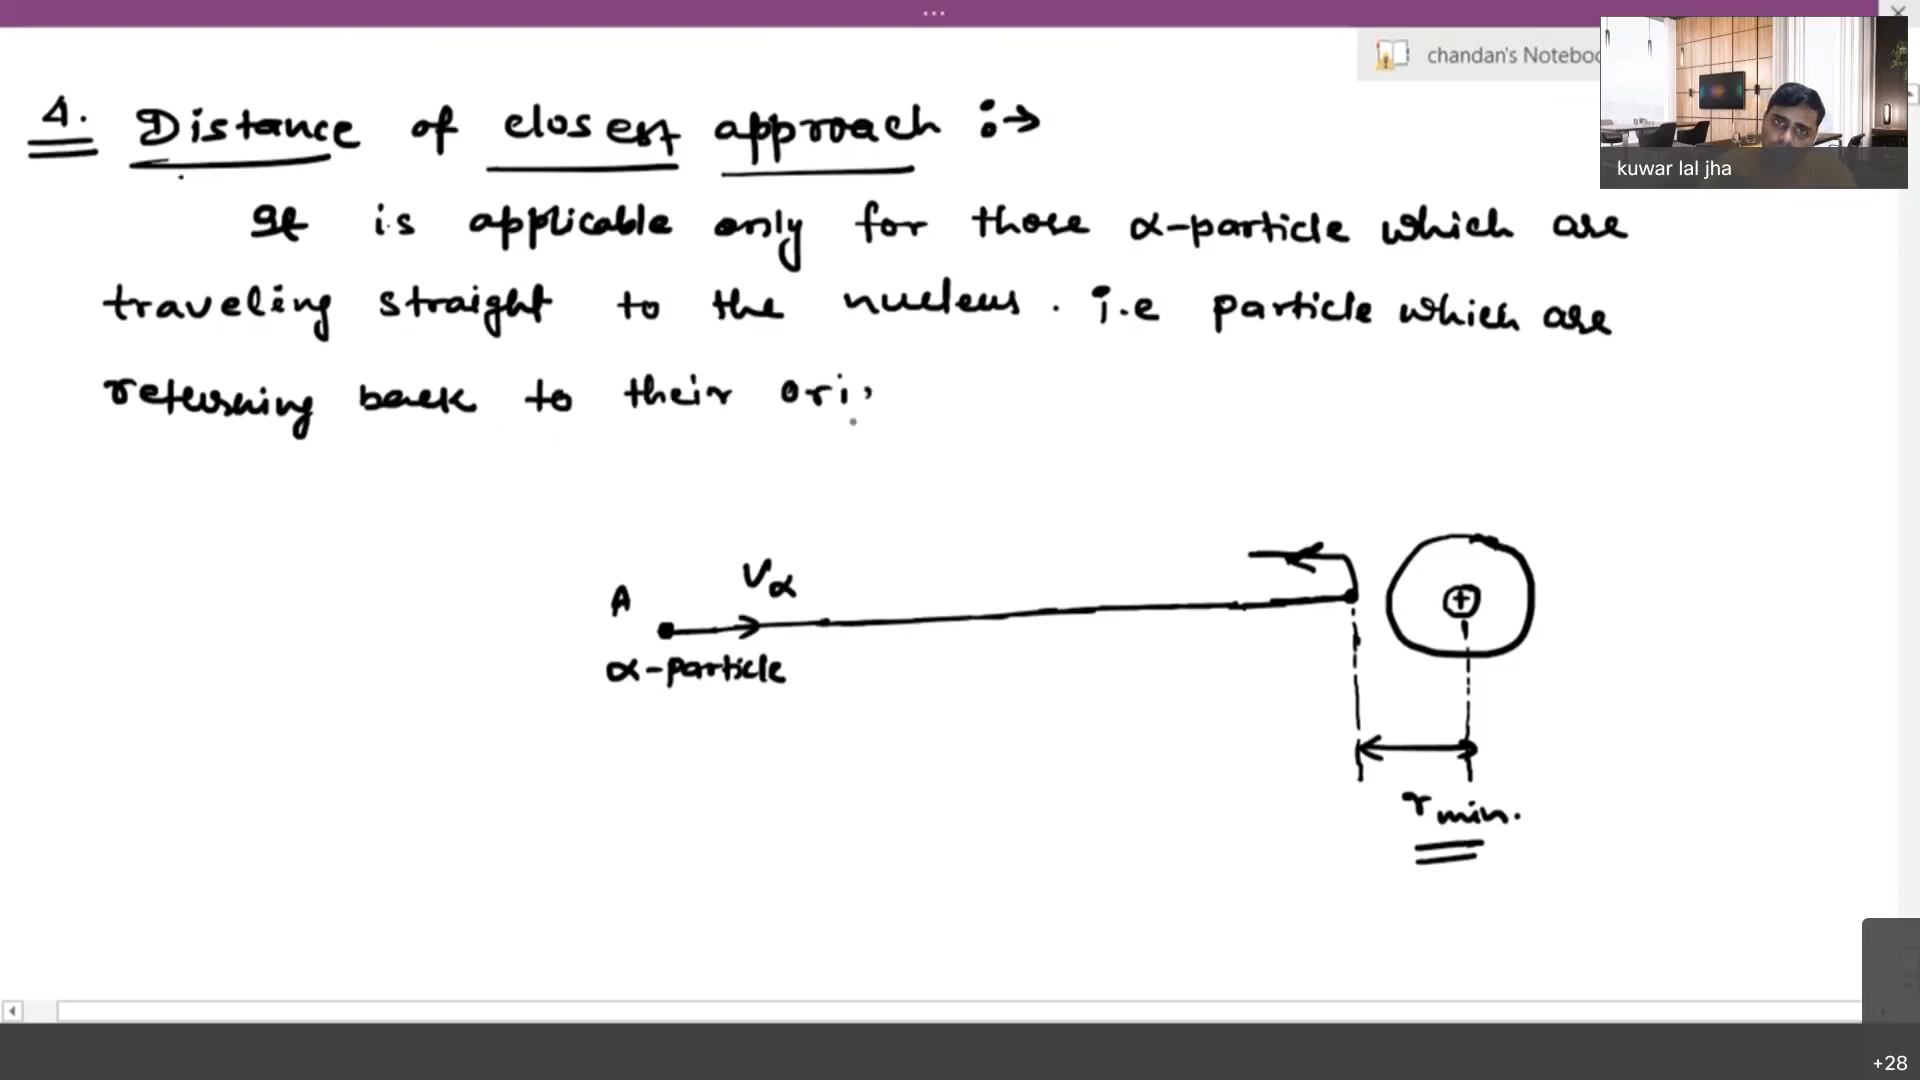 ...
chandan's Noteboo
kuwar lal jha
4. Distance of closest approach :→
It is applicable only for those α-particle which are
traveling straight to the nucleus. i.e particle which are
returning back to their ori
A
Vα
α-particle
+
rmin.
+28